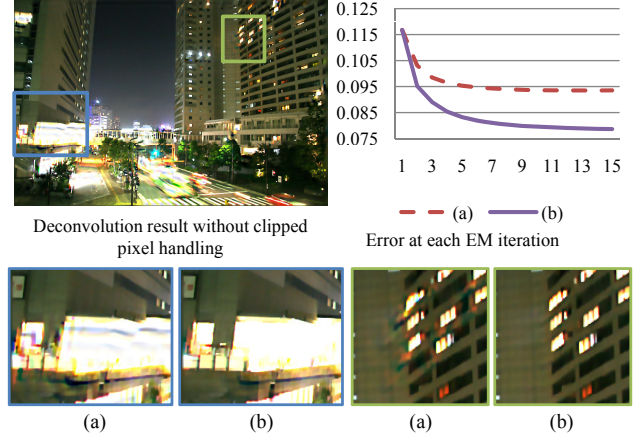 0.125
0.115
0.105
0.095
0.085
0.075
1 3 5 7 9 11 13 15
(a) (b)
Deconvolution result without clipped
pixel handling
Error at each EM iteration
(a) (b) (a) (b)